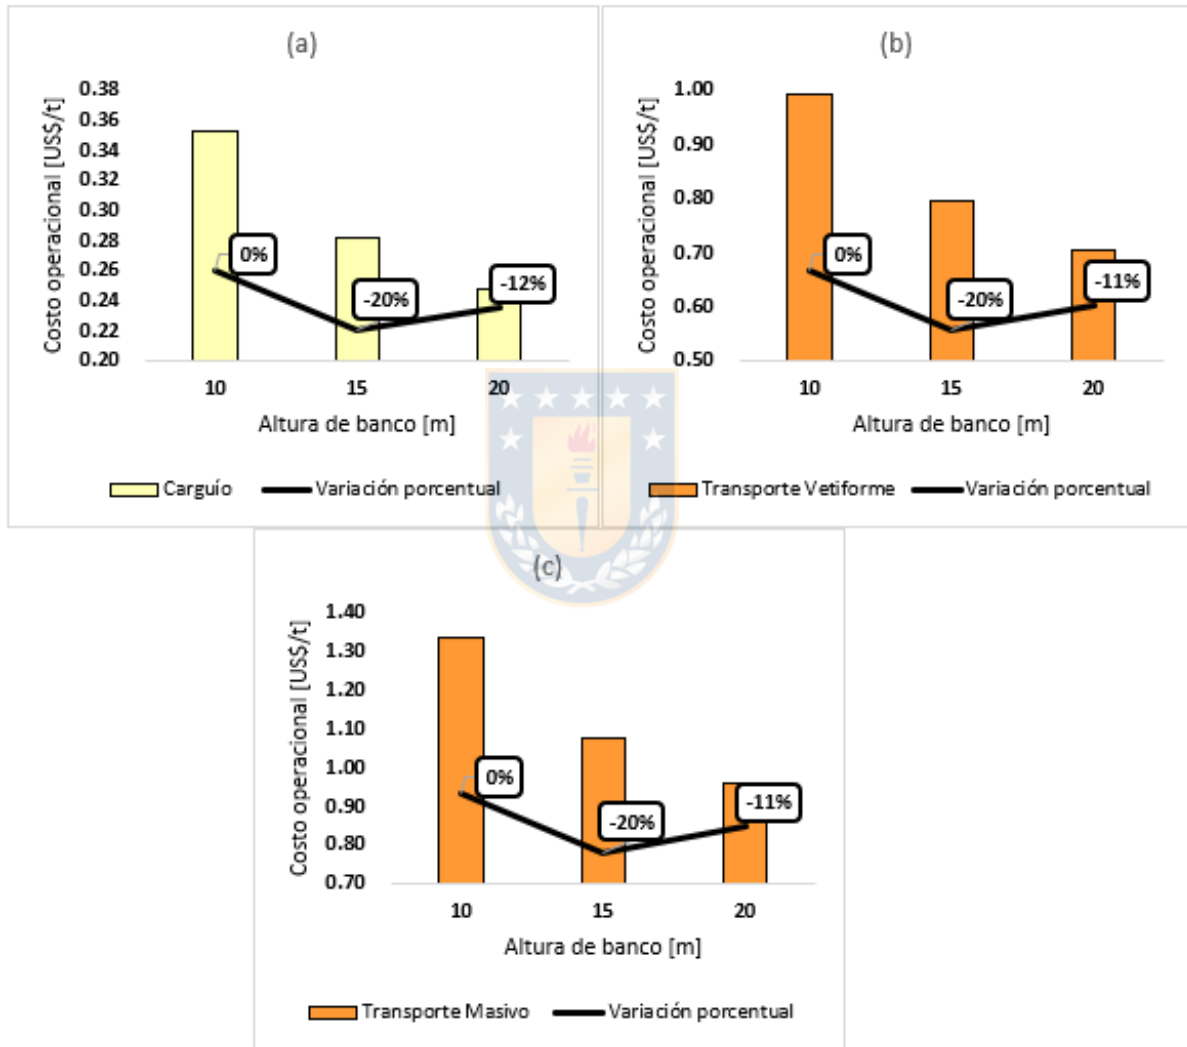 (a)
Costo operacional [US$/t]
0.38
0.36
0.34
0.32
0.30
0.28
0.26
0.24
0.22
0.20
0%
-20%
-12%
10 15 20
Altura de banco [m]
Carguío Variación porcentual
(b)
Costo operacional [US$/t]
1.00
0.90
0.80
0.70
0.60
0.50
0%
-20%
-11%
10 15 20
Altura de banco [m]
Transporte Vetiforme Variación porcentual
(c)
Costo operacional [US$/t]
1.40
1.30
1.20
1.10
1.00
0.90
0.80
0.70
0%
-20%
-11%
10 15 20
Altura de banco [m]
Transporte Masivo Variación porcentual